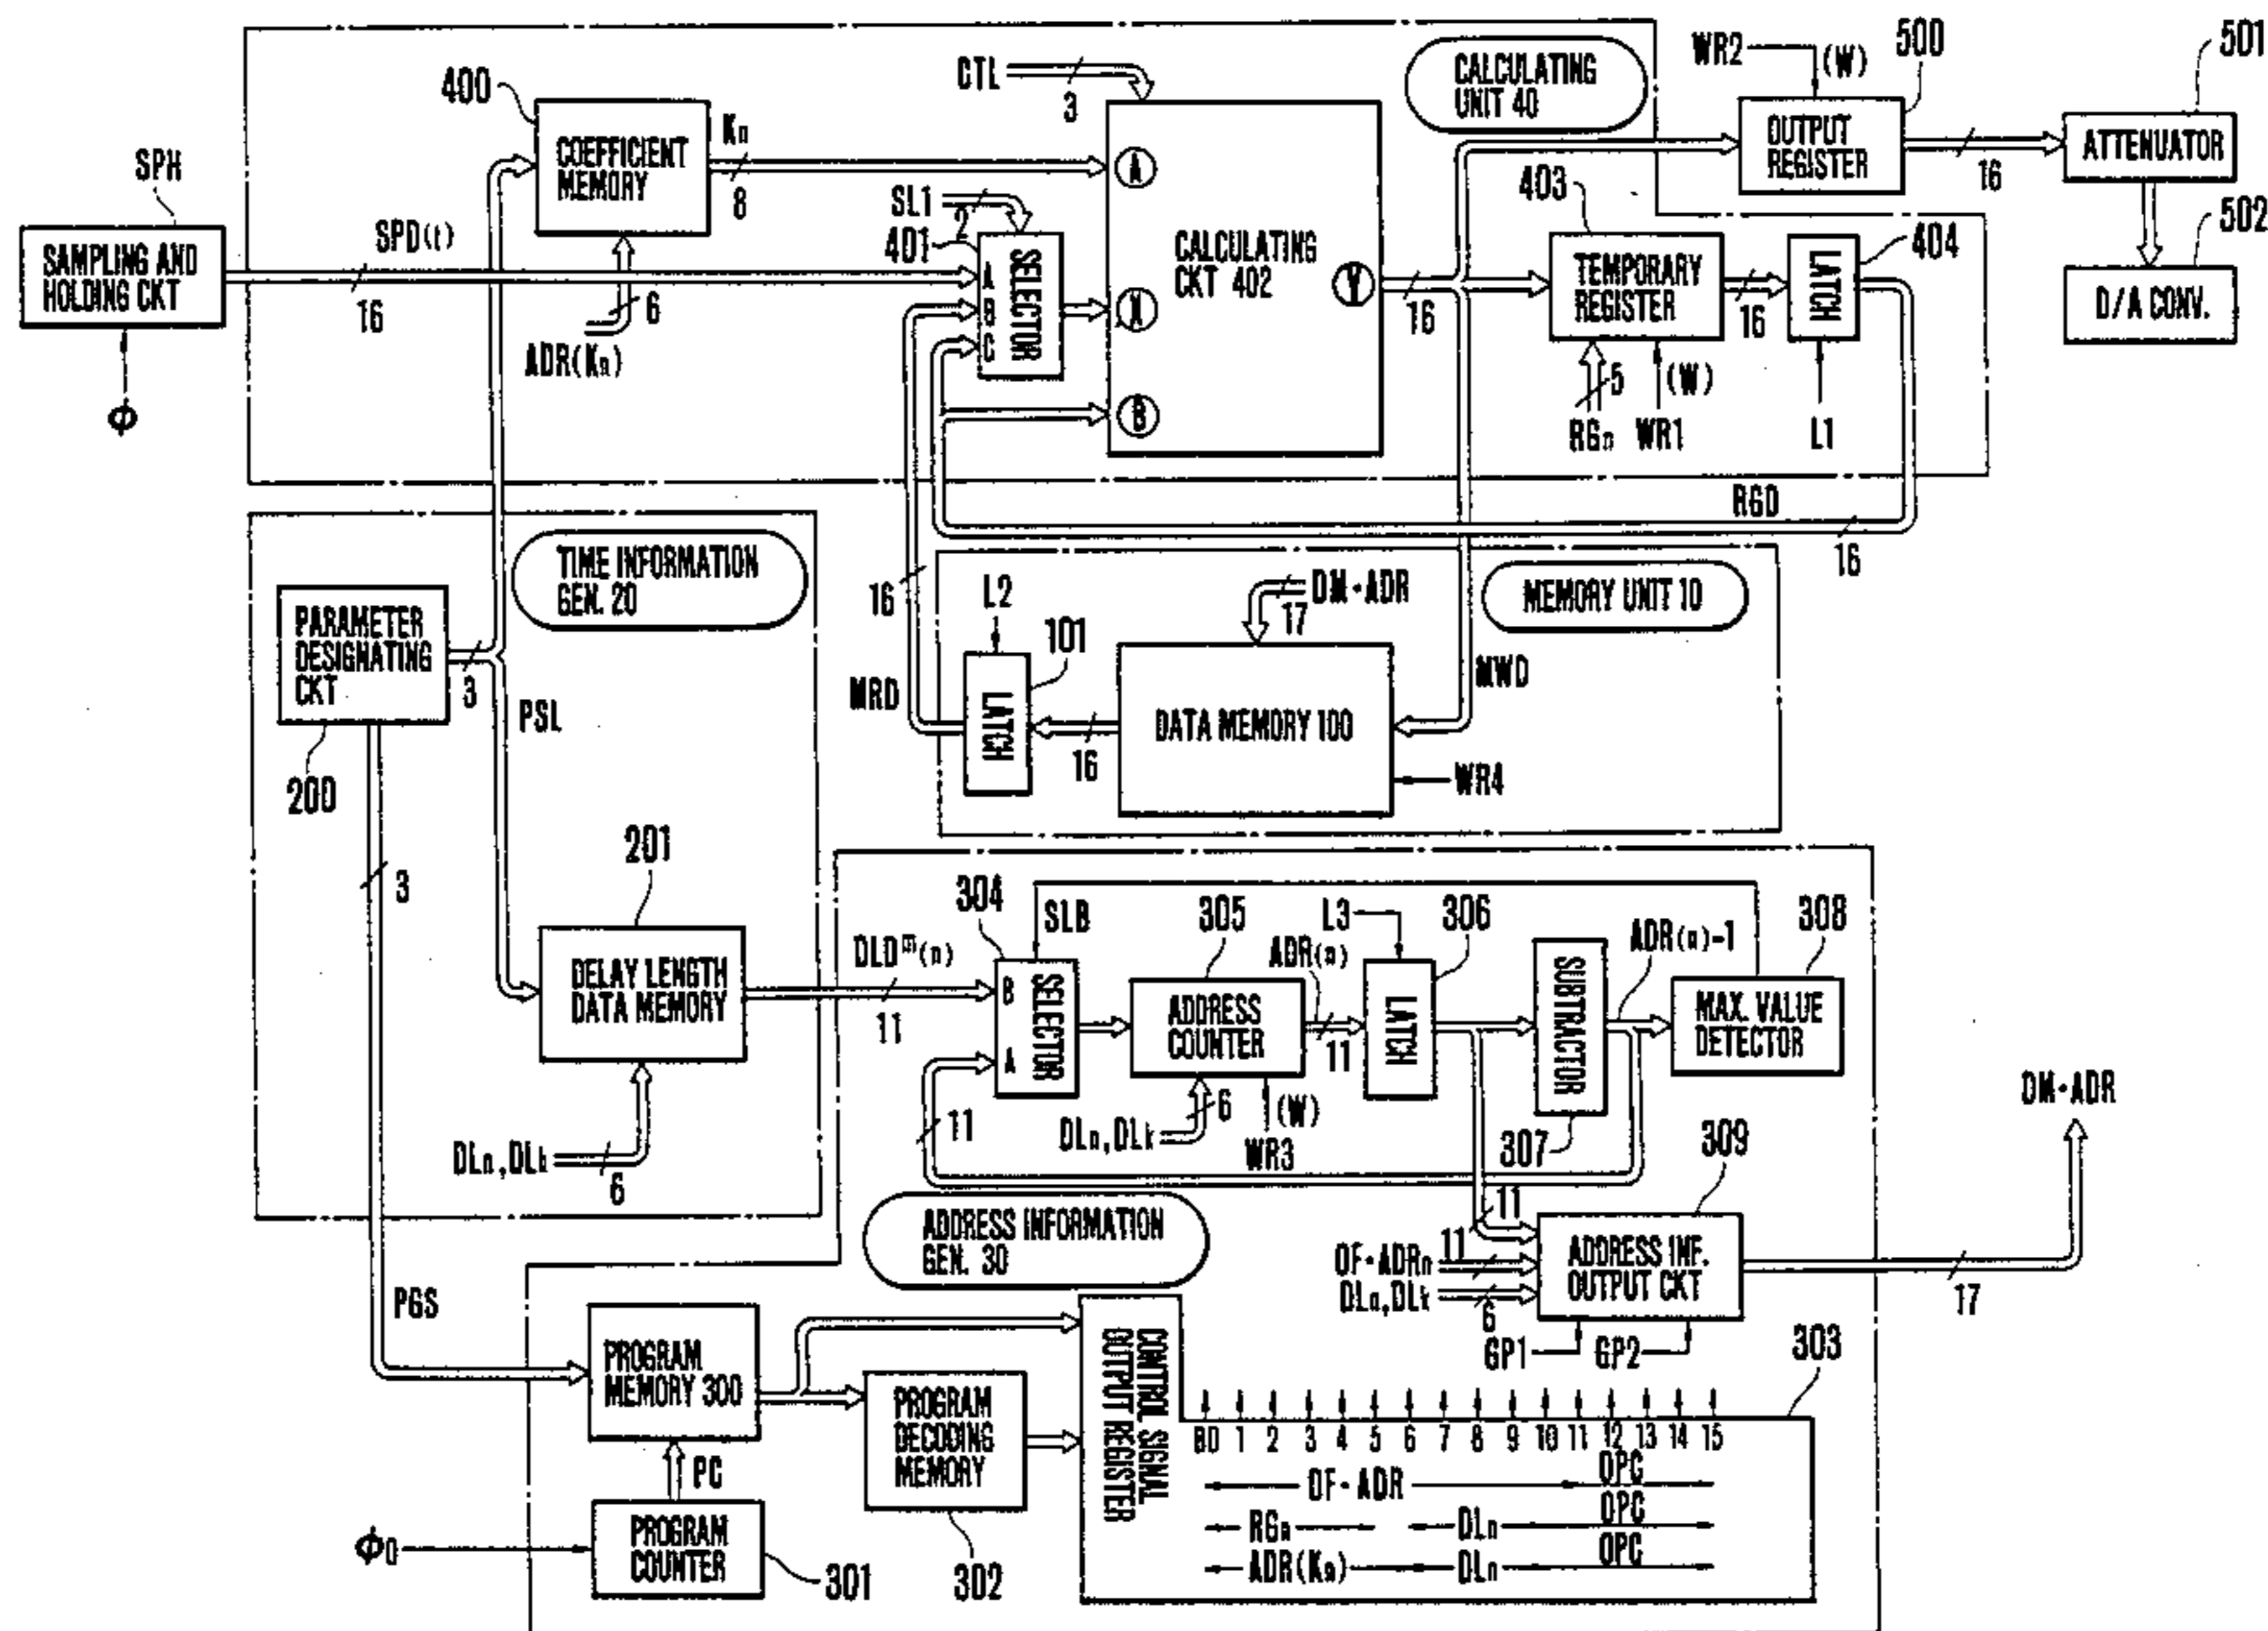 CALCULATING
UNIT 40
CTL
3
WR2
(W)
500
501
400
COEFFICIENT
MEMORY
Kn
8
OUTPUT
REGISTER
16
ATTENUATOR
SPH
SAMPLING AND
HOLDING CKT
SPD(t)
16
ϕ
ADR(Kn)
6
SL1
2
401
SELECTOR
A
B
C
CALCULATING
CKT 402
A
X
B
Y
16
403
TEMPORARY
REGISTER
16
LATCH
404
502
D/A CONV.
5
(W)
RGn
WR1
L1
RGD
16
TIME INFORMATION
GEN. 20
PARAMETER
DESIGNATING
CKT
200
3
PSL
3
16
MRD
L2
101
LATCH
16
DM・ADR
17
DATA MEMORY 100
MEMORY UNIT 10
MWD
WR4
201
DELAY LENGTH
DATA MEMORY
DLn,DLk
6
DLDm(n)
11
304
SLB
SELECTOR
B
A
305
ADDRESS
COUNTER
ADR(n)
11
L3
306
LATCH
SUBTRACTOR
307
ADR(n)-1
308
MAX. VALUE
DETECTOR
11
DLn,DLk
6
(W)
WR3
DM・ADR
309
11
11
OF・ADRn
DLn,DLk
6
ADDRESS INF.
OUTPUT CKT
17
GP1
GP2
ADDRESS INFORMATION
GEN. 30
PGS
PROGRAM
MEMORY 300
PC
PROGRAM
DECODING
MEMORY
302
ϕ0
PROGRAM
COUNTER
301
CONTROL SIGNAL
OUTPUT REGISTER
303
B0 1 2 3 4 5 6 7 8 9 10 11 12 13 14 15
OF・ADR OPC
RGn DLn OPC
ADR(Kn) DLn OPC